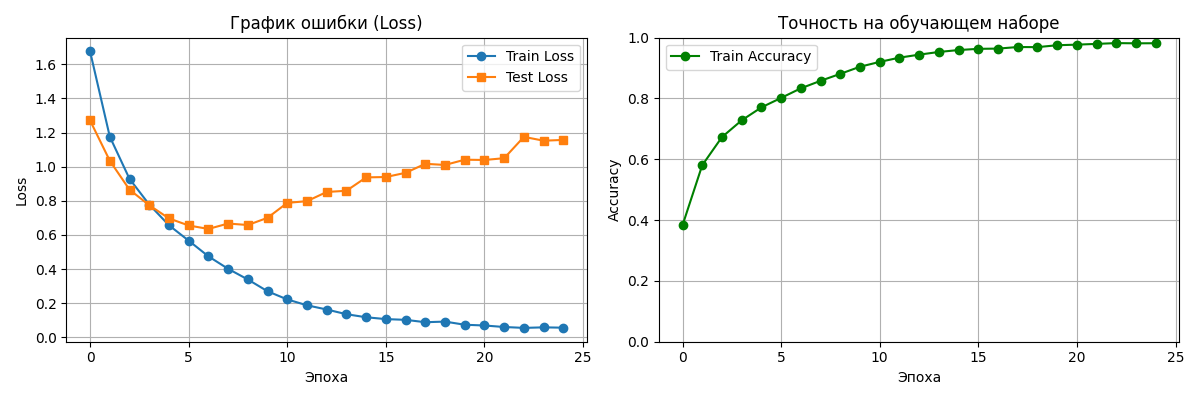 График ошибки (Loss)
Train Loss
Test Loss
Loss
1.6
1.4
1.2
1.0
0.8
0.6
0.4
0.2
0.0
0 5 10 15 20 25
Эпоха
Точность на обучающем наборе
Train Accuracy
Accuracy
1.0
0.8
0.6
0.4
0.2
0.0
0 5 10 15 20 25
Эпоха